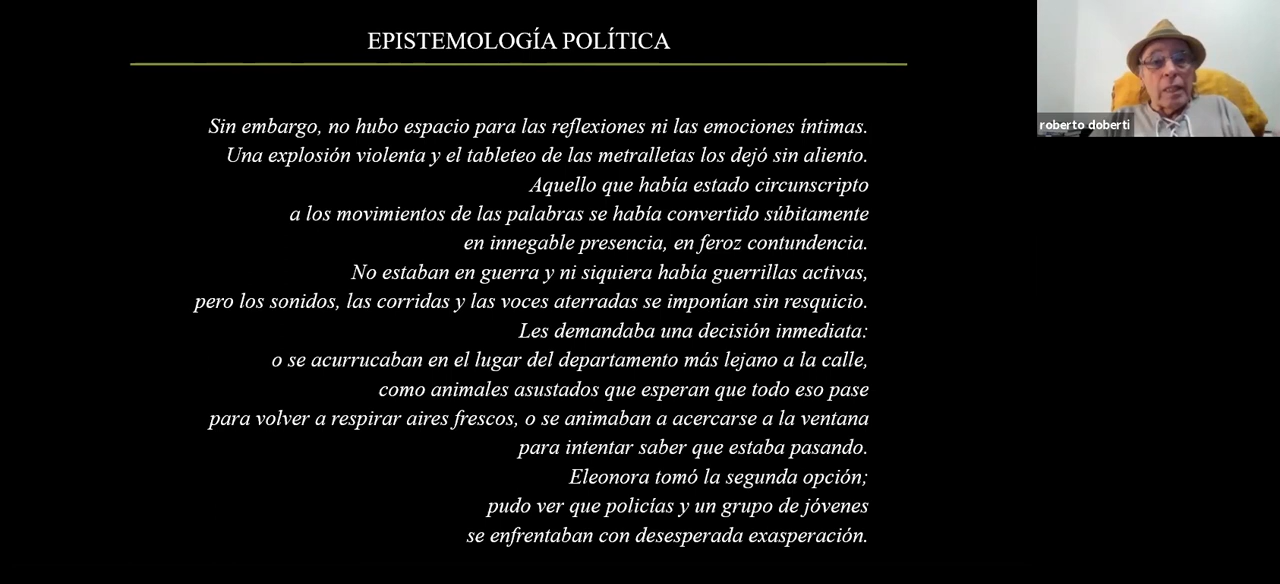 EPISTEMOLOGÍA POLÍTICA
roberto doberti
Sin embargo, no hubo espacio para las reflexiones ni las emociones íntimas.
Una explosión violenta y el tableteo de las metralletas los dejó sin aliento.
Aquello que había estado circunscripto
a los movimientos de las palabras se había convertido súbitamente
en innegable presencia, en feroz contundencia.
No estaban en guerra y ni siquiera había guerrillas activas,
pero los sonidos, las corridas y las voces aterradas se imponían sin resquicio.
Les demandaba una decisión inmediata:
o se acurrucaban en el lugar del departamento más lejano a la calle,
como animales asustados que esperan que todo eso pase
para volver a respirar aires frescos, o se animaban a acercarse a la ventana
para intentar saber que estaba pasando.
Eleonora tomó la segunda opción;
pudo ver que policías y un grupo de jóvenes
se enfrentaban con desesperada exasperación.